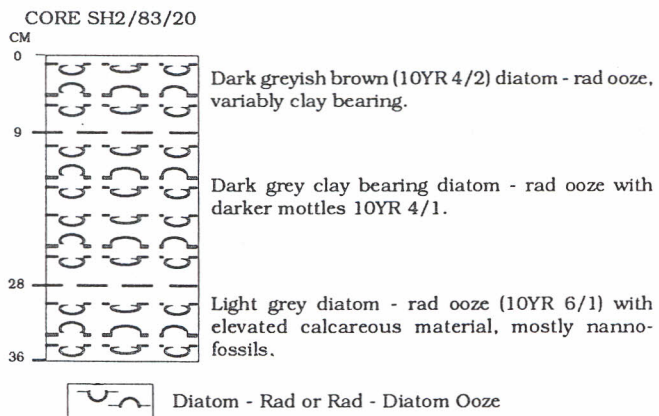 CORE SH2/83/20
CM
0
Dark greyish brown (10YR 4/2) diatom - rad ooze,
variably clay bearing.
9
Dark grey clay bearing diatom - rad ooze with
darker mottles 10YR 4/1.
28
Light grey diatom - rad ooze (10YR 6/1) with
elevated calcareous material, mostly nanno-
fossils.
36
Diatom - Rad or Rad - Diatom Ooze